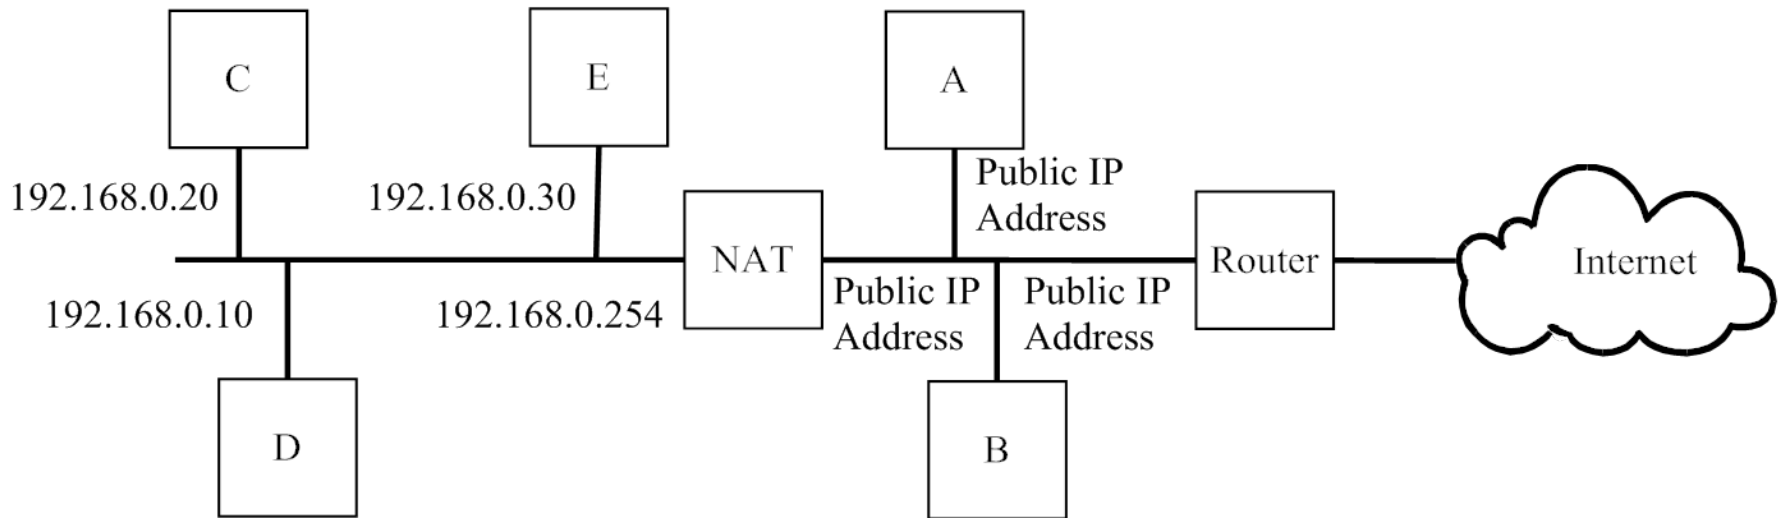 C
E
A
192.168.0.20
192.168.0.30
Public IP
Address
NAT
Router
Internet
192.168.0.10
192.168.0.254
Public IP
Address
Public IP
Address
D
B